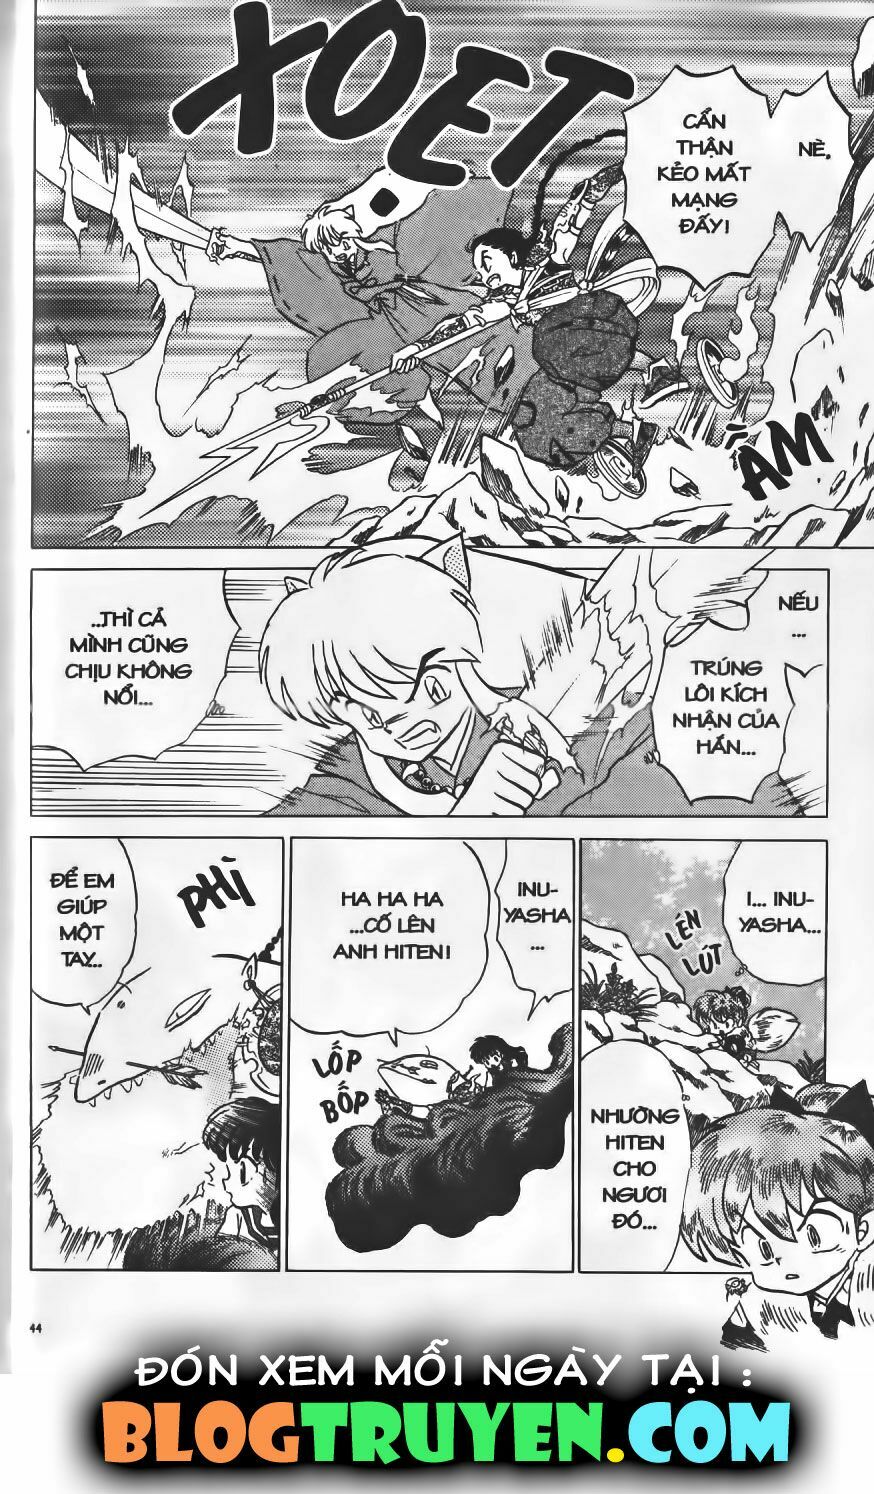 XOẸT
NÈ.
CẨN
THẬN
KẺO MẤT
MẠNG
ĐẤY!
ẦM
NẾU
...
TRÚNG
LÔI KÍCH
NHẬN CỦA
HẮN...
..THÌ CẢ
MÌNH CŨNG
CHỊU KHÔNG
NỔI...
I... INU-
YASHA...
LÉN
LÚT
NHƯỜNG
HITEN
CHO
NGƯƠI
ĐÓ...
INU-
YASHA
...
HA HA HA
...CỐ LÊN
ANH HITEN!
LỐP
BỐP
ĐỂ EM
GIÚP
MỘT
TAY..
PHÌ
44
ĐÓN XEM MỖI NGÀY TẠI :
BLOGTRUYEN.COM